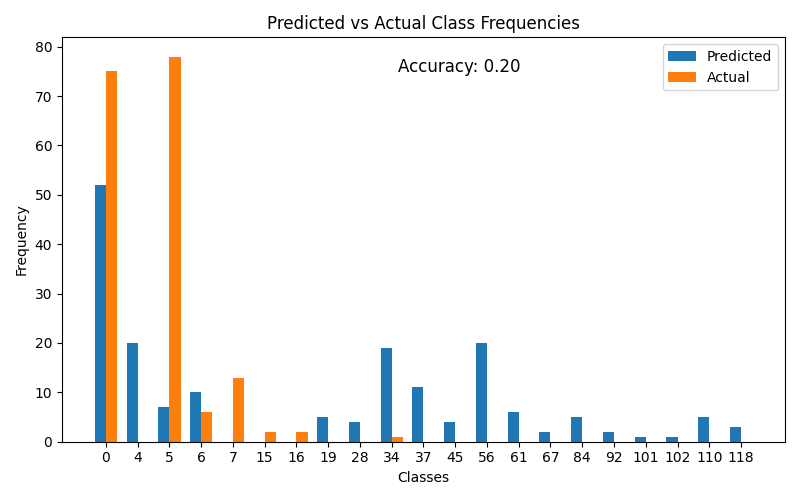 Predicted vs Actual Class Frequencies
Accuracy: 0.20
Predicted
Actual
Frequency
80
70
60
50
40
30
20
10
0
0 4 5 6 7 15 16 19 28 34 37 45 56 61 67 84 92 101 102 110 118
Classes